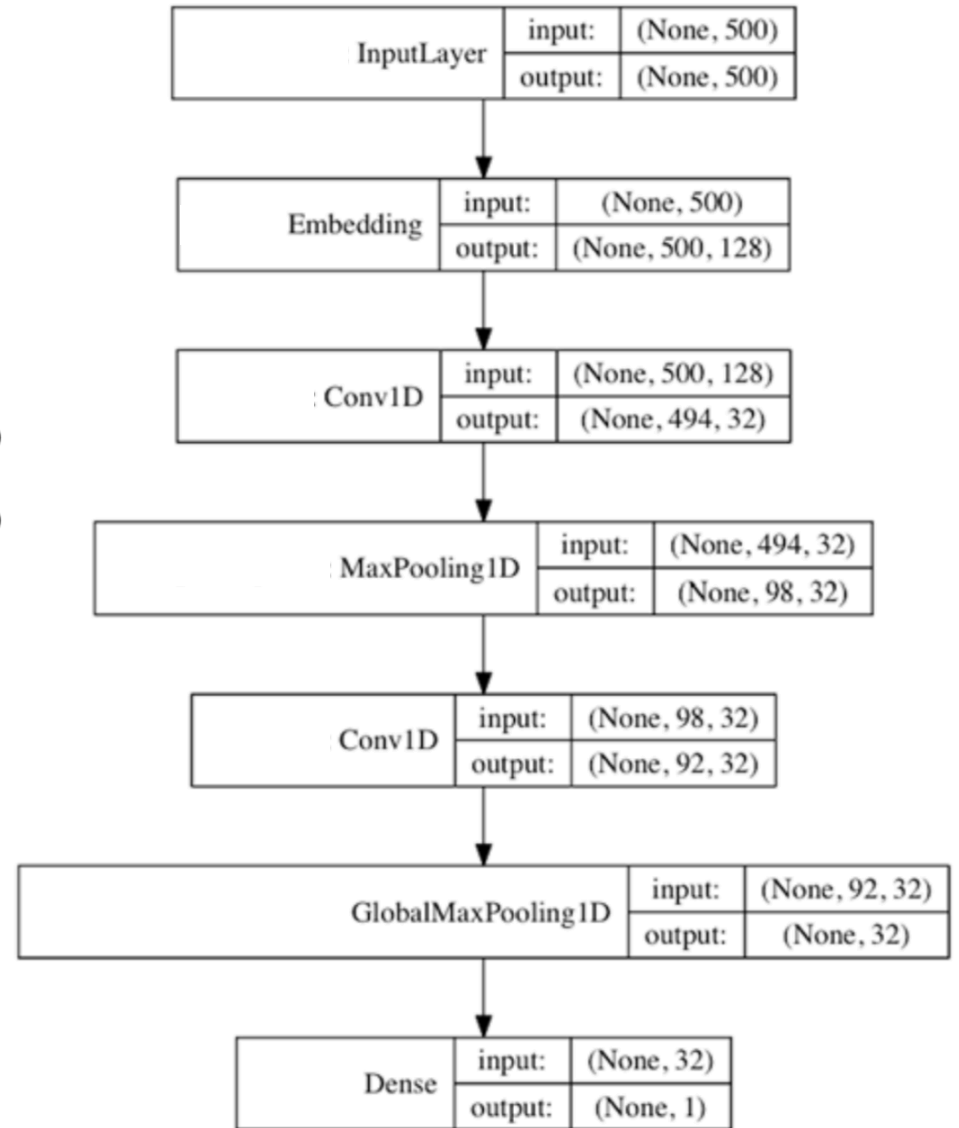 InputLayer
input: (None, 500)
output: (None, 500)
Embedding
input: (None, 500)
output: (None, 500, 128)
Conv1D
input: (None, 500, 128)
output: (None, 494, 32)
MaxPooling1D
input: (None, 494, 32)
output: (None, 98, 32)
Conv1D
input: (None, 98, 32)
output: (None, 92, 32)
GlobalMaxPooling1D
input: (None, 92, 32)
output: (None, 32)
Dense
input: (None, 32)
output: (None, 1)